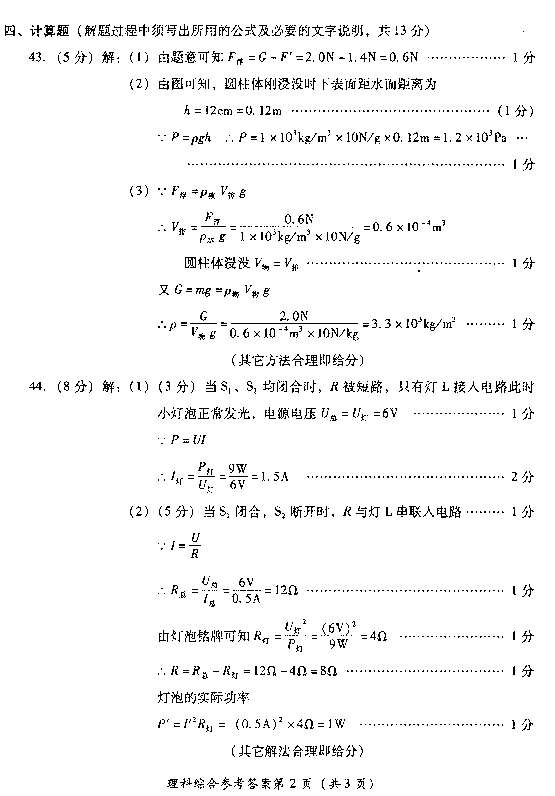 四、计算题（解题过程中须写出所用的公式及必要的文字说明，共13分）
43.（5分）解：（1）由题意可知 F浮 = G - F′ = 2.0N - 1.4N = 0.6N ……………… 1分
（2）由图可知，圆柱体刚浸没时下表面距水面距离为
h = 12cm = 0.12m ……………………………………（1分）
∵ P = ρgh ∴ P = 1 × 10³kg/m³ × 10N/g × 0.12m = 1.2 × 10³Pa …
…………………………………………………… 1分
（3）∵ F浮 = ρ液 V排 g
∴ V排 = F浮/(ρ水 g) = 0.6N/(1 × 10³kg/m³ × 10N/g) = 0.6 × 10⁻⁴m³
圆柱体浸没 V物 = V排 ………………………………… 1分
又 G = mg = ρ物 V物 g
∴ ρ = G/(V物 g) = 2.0N/(0.6 × 10⁻⁴m³ × 10N/kg) = 3.3 × 10³kg/m³ ……… 1分
（其它方法合理即给分）
44.（8分）解：（1）（3分）当 S₁、S₂ 均闭合时，R 被短路，只有灯 L 接入电路此时
小灯泡正常发光，电源电压 U总 = U灯 = 6V ……………… 1分
∵ P = UI
∴ I灯 = P灯/U灯 = 9W/6V = 1.5A ………………………………… 2分
（2）（5分）当 S₁ 闭合，S₂ 断开时，R 与灯 L 串联入电路 ……… 1分
∵ I = U/R
∴ R总 = U总/I总 = 6V/0.5A = 12Ω ………………………………… 1分
由灯泡铭牌可知 R灯 = U灯²/P灯 = (6V)²/9W = 4Ω ………………… 1分
∴ R = R总 - R灯 = 12Ω - 4Ω = 8Ω ………………………… 1分
灯泡的实际功率
P′ = I′²R灯 = (0.5A)² × 4Ω = 1W ………………………… 1分
（其它解法合理即给分）
理科综合参考答案第2页（共3页）